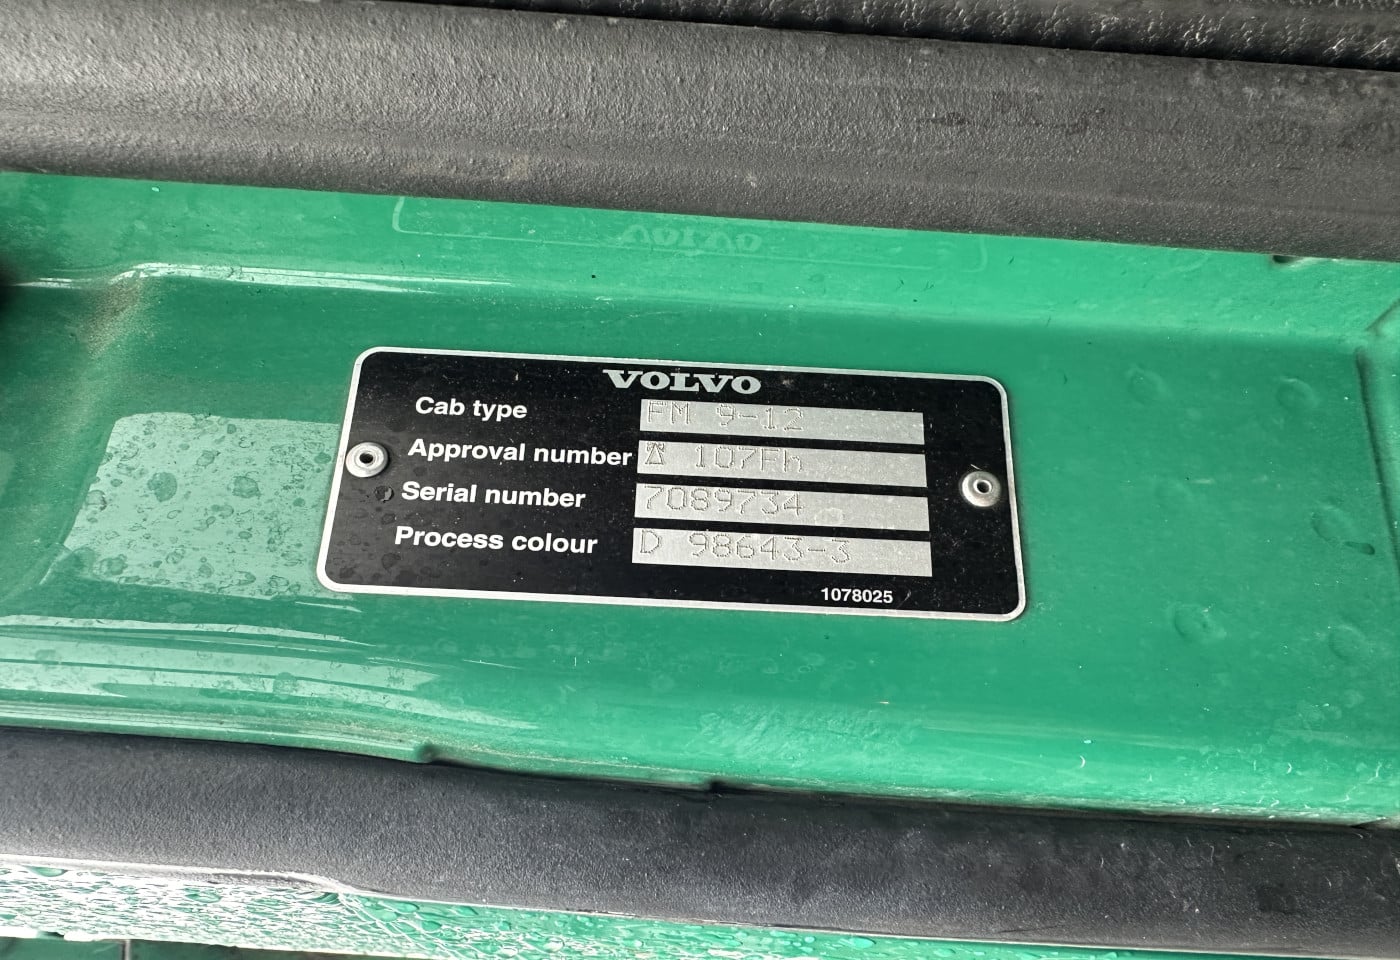 VOLVO
Cab type FM 9-12
Approval number 107Fh
Serial number 7089734
Process colour D 98643-3
1078025